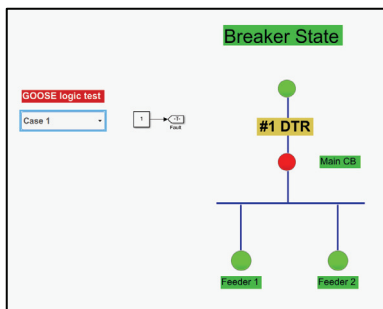 Breaker State
GOOSE logic test
Case 1
1
-T-
Fault
#1 DTR
Main CB
Feeder 1
Feeder 2